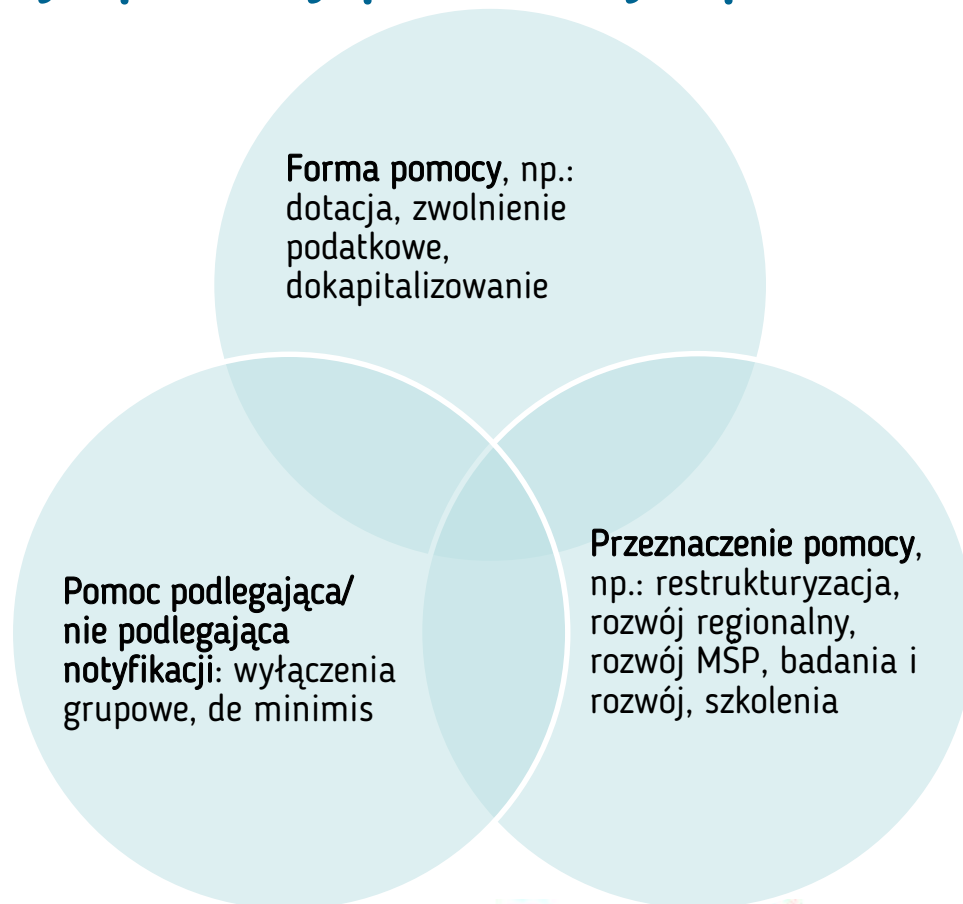 Forma pomocy, np.:
dotacja, zwolnienie
podatkowe,
dokapitalizowanie
Pomoc podlegająca/
nie podlegająca
notyfikacji: wyłączenia
grupowe, de minimis
Przeznaczenie pomocy,
np.: restrukturyzacja,
rozwój regionalny,
rozwój MŚP, badania i
rozwój, szkolenia